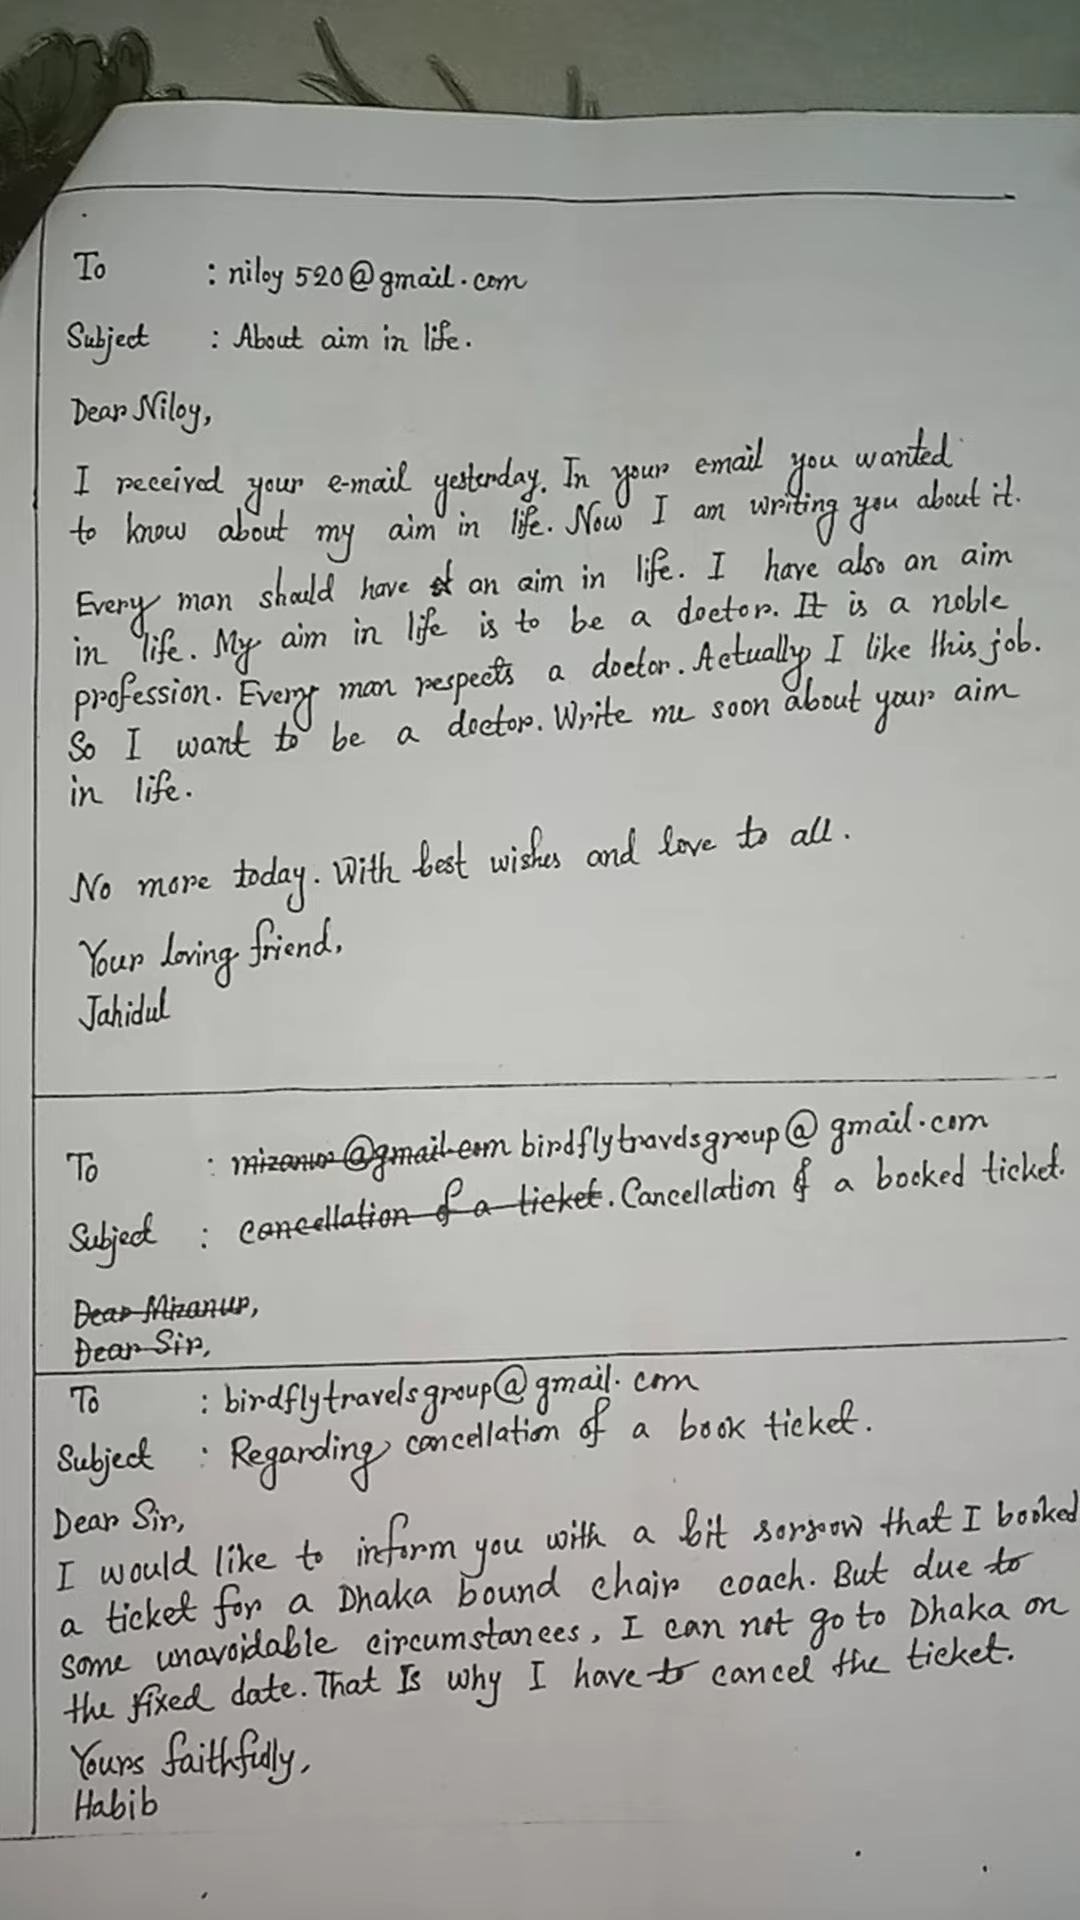 To : niloy 520@gmail.com
Subject : About aim in life.
Dear Niloy,
I received your e-mail yesterday. In your email you wanted
to know about my aim in life. Now I am writing you about it.
Every man should have an aim in life. I have also an aim
in life. My aim in life is to be a doctor. It is a noble
profession. Every man respects a doctor. Actually I like this job.
So I want to be a doctor. Write me soon about your aim
in life.
No more today. With best wishes and love to all.
Your loving friend,
Jahidul
To : mizanur@gmail.com birdflytravelsgroup@gmail.com
Subject : Cancellation of a ticket. Cancellation of a booked ticket.
Dear Mizanur,
Dear Sir,
To : birdflytravelsgroup@gmail.com
Subject : Regarding cancellation of a book ticket.
Dear Sir,
I would like to inform you with a bit sorrow that I booked
a ticket for a Dhaka bound chair coach. But due to
some unavoidable circumstances, I can not go to Dhaka on
the fixed date. That Is why I have to cancel the ticket.
Yours faithfully,
Habib